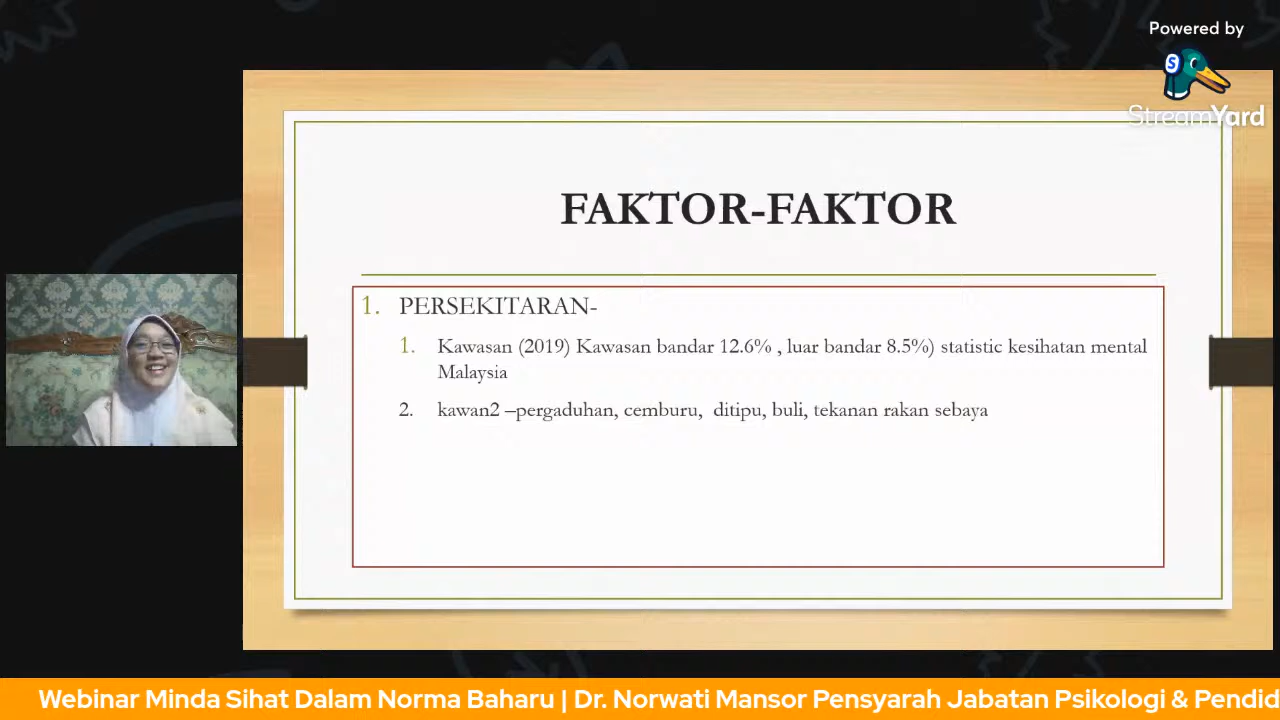 Powered by
StreamYard
FAKTOR-FAKTOR
1. PERSEKITARAN-
1. Kawasan (2019) Kawasan bandar 12.6% , luar bandar 8.5%) statistic kesihatan mental
Malaysia
2. kawan2 –pergaduhan, cemburu, ditipu, buli, tekanan rakan sebaya
Webinar Minda Sihat Dalam Norma Baharu | Dr. Norwati Mansor Pensyarah Jabatan Psikologi & Pendid